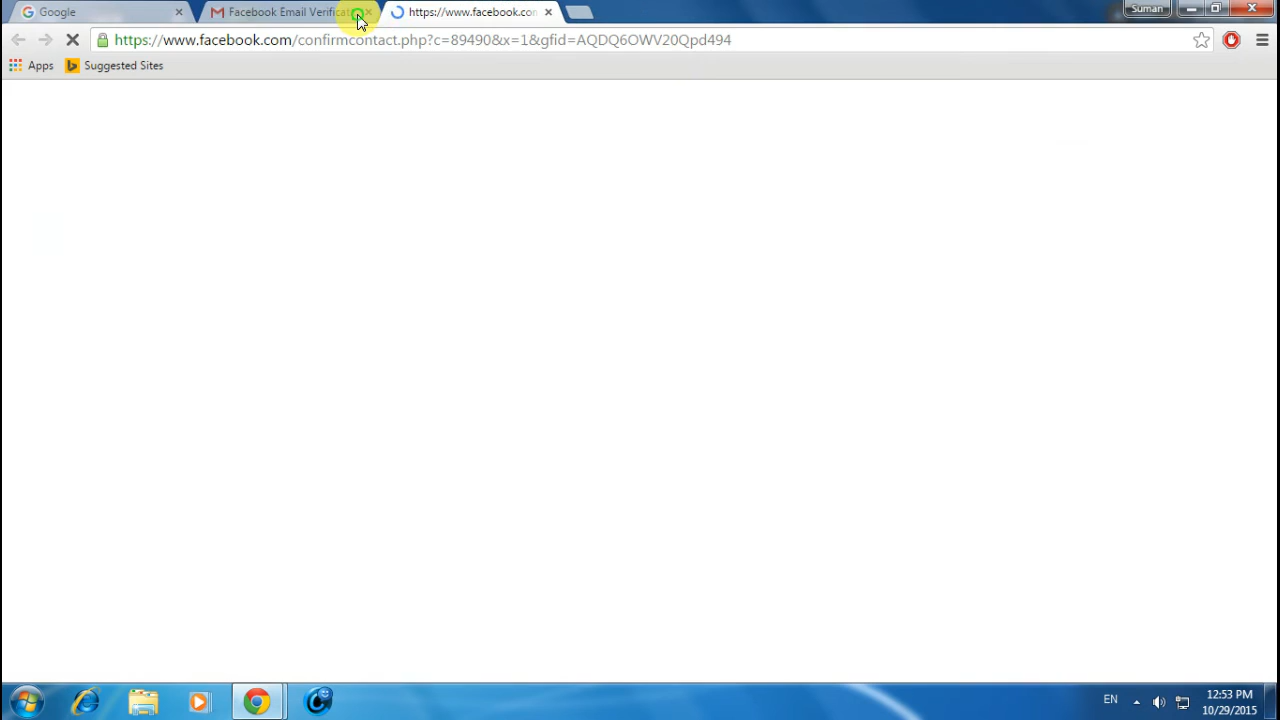 Google
Facebook Email Verificat
https://www.facebook.co
Suman
https://www.facebook.com/confirmcontact.php?c=89490&x=1&gfid=AQDQ6OWV20Qpd494
Apps
Suggested Sites
EN
12:53 PM
10/29/2015